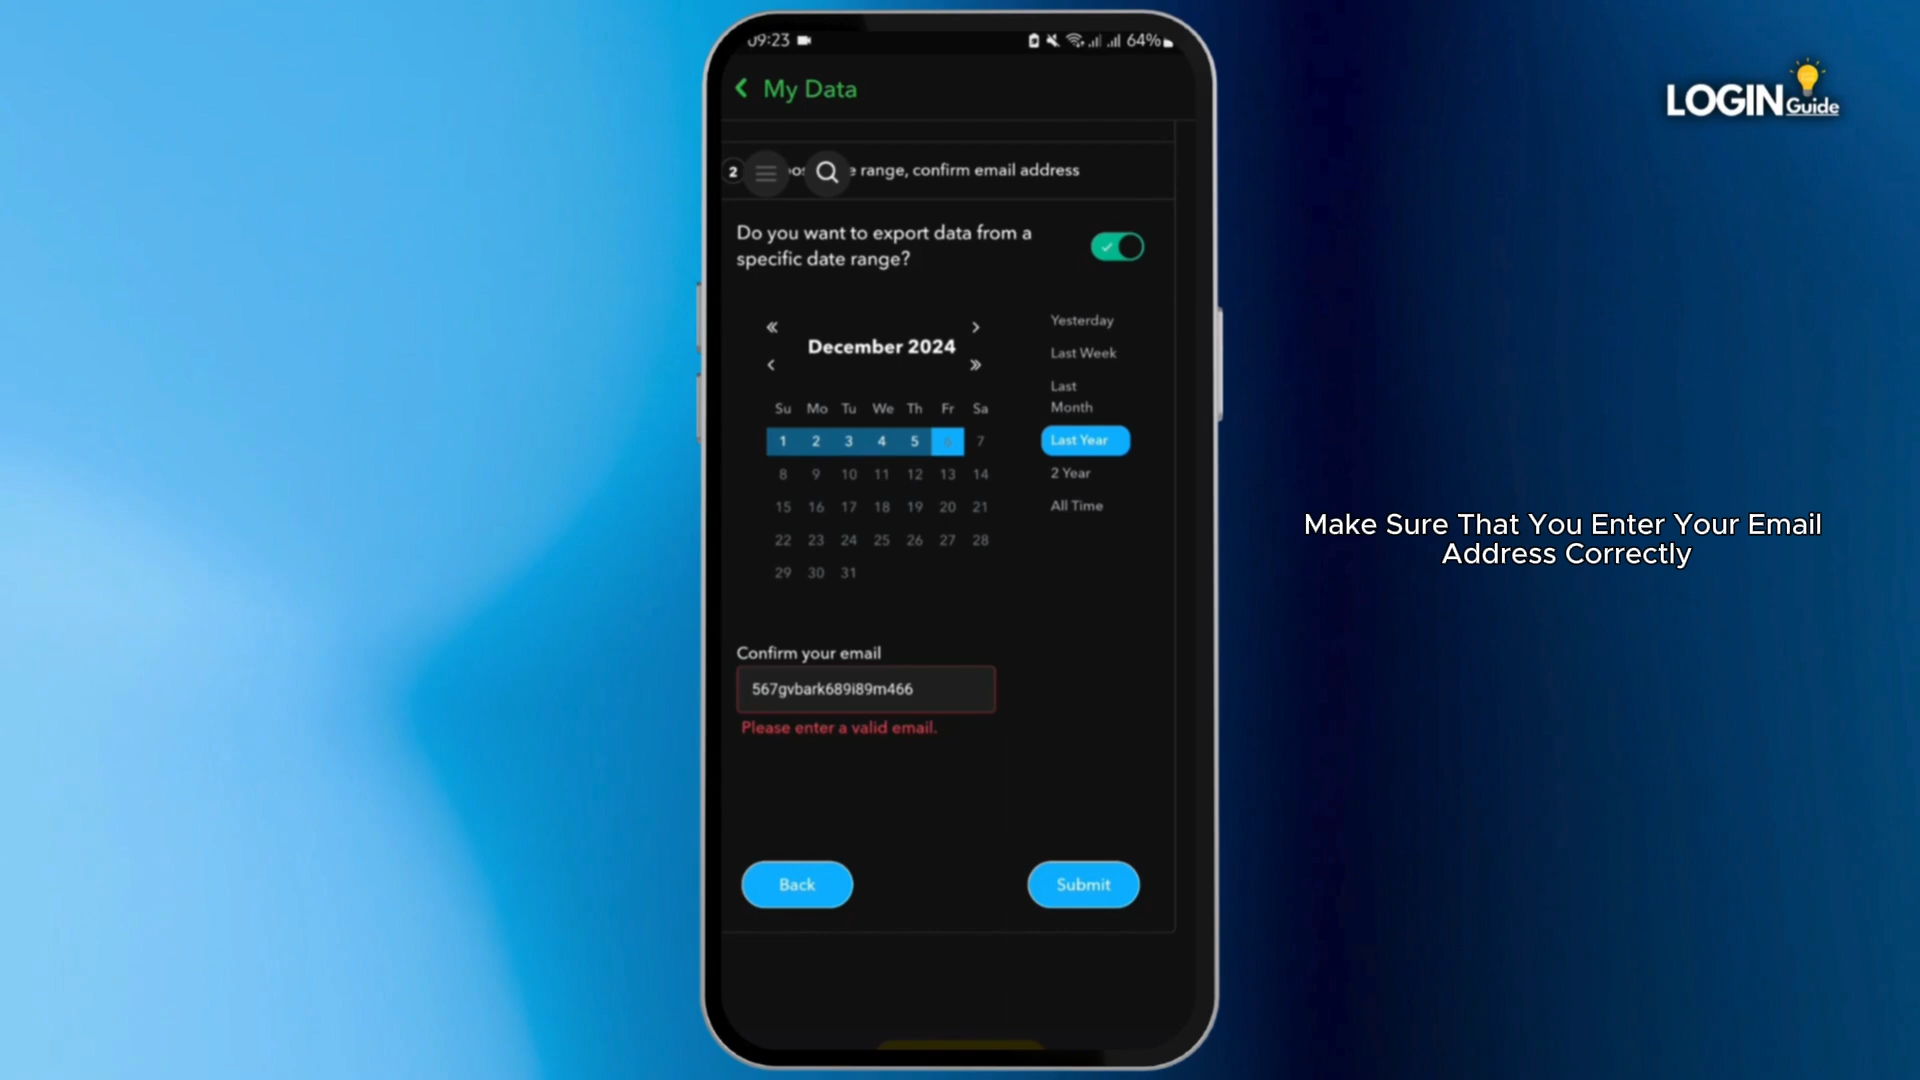 09:23 64%
LOGIN Guide
My Data
2 range, confirm email address
Do you want to export data from a
specific date range?
December 2024
Su Mo Tu We Th Fr Sa
1 2 3 4 5 6 7
8 9 10 11 12 13 14
15 16 17 18 19 20 21
22 23 24 25 26 27 28
29 30 31
Yesterday
Last Week
Last
Month
Last Year
2 Year
All Time
Make Sure That You Enter Your Email
Address Correctly
Confirm your email
567gvbark689i89m466
Please enter a valid email.
Back Submit